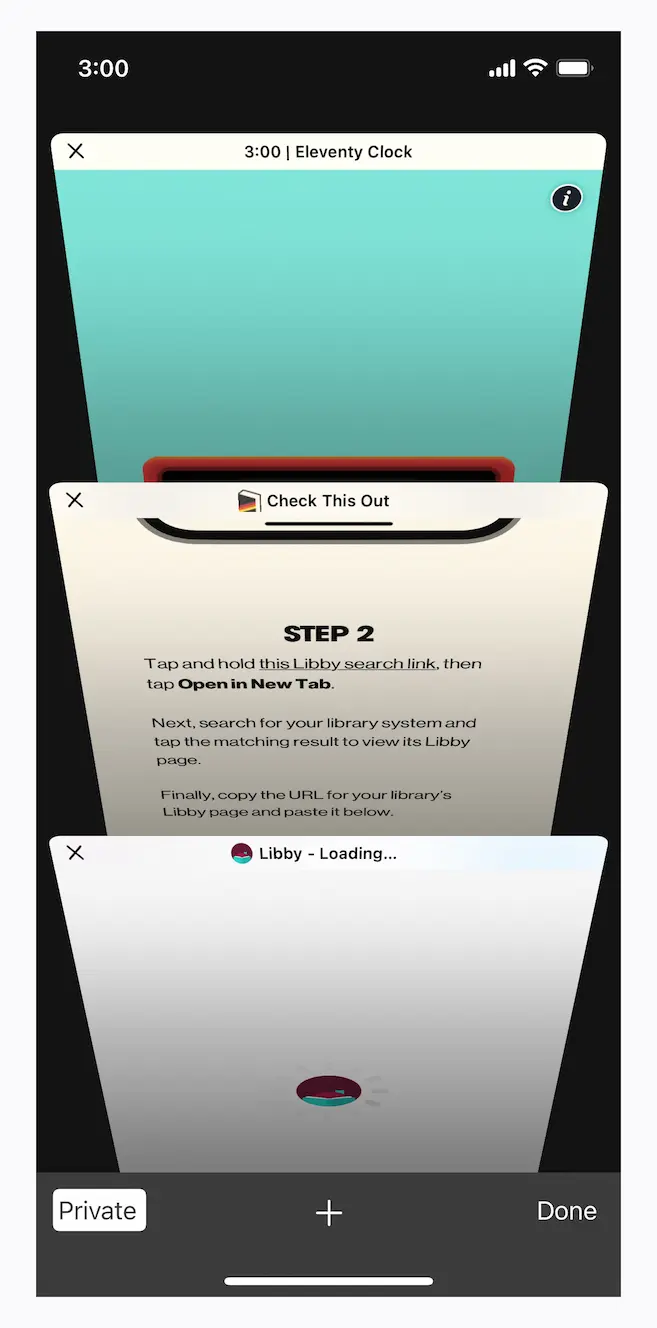 3:00
3:00 | Eleventy Clock
i
Check This Out
STEP 2
Tap and hold this Libby search link, then
tap Open in New Tab.
Next, search for your library system and
tap the matching result to view its Libby
page.
Finally, copy the URL for your library's
Libby page and paste it below.
Libby - Loading...
Private
Done